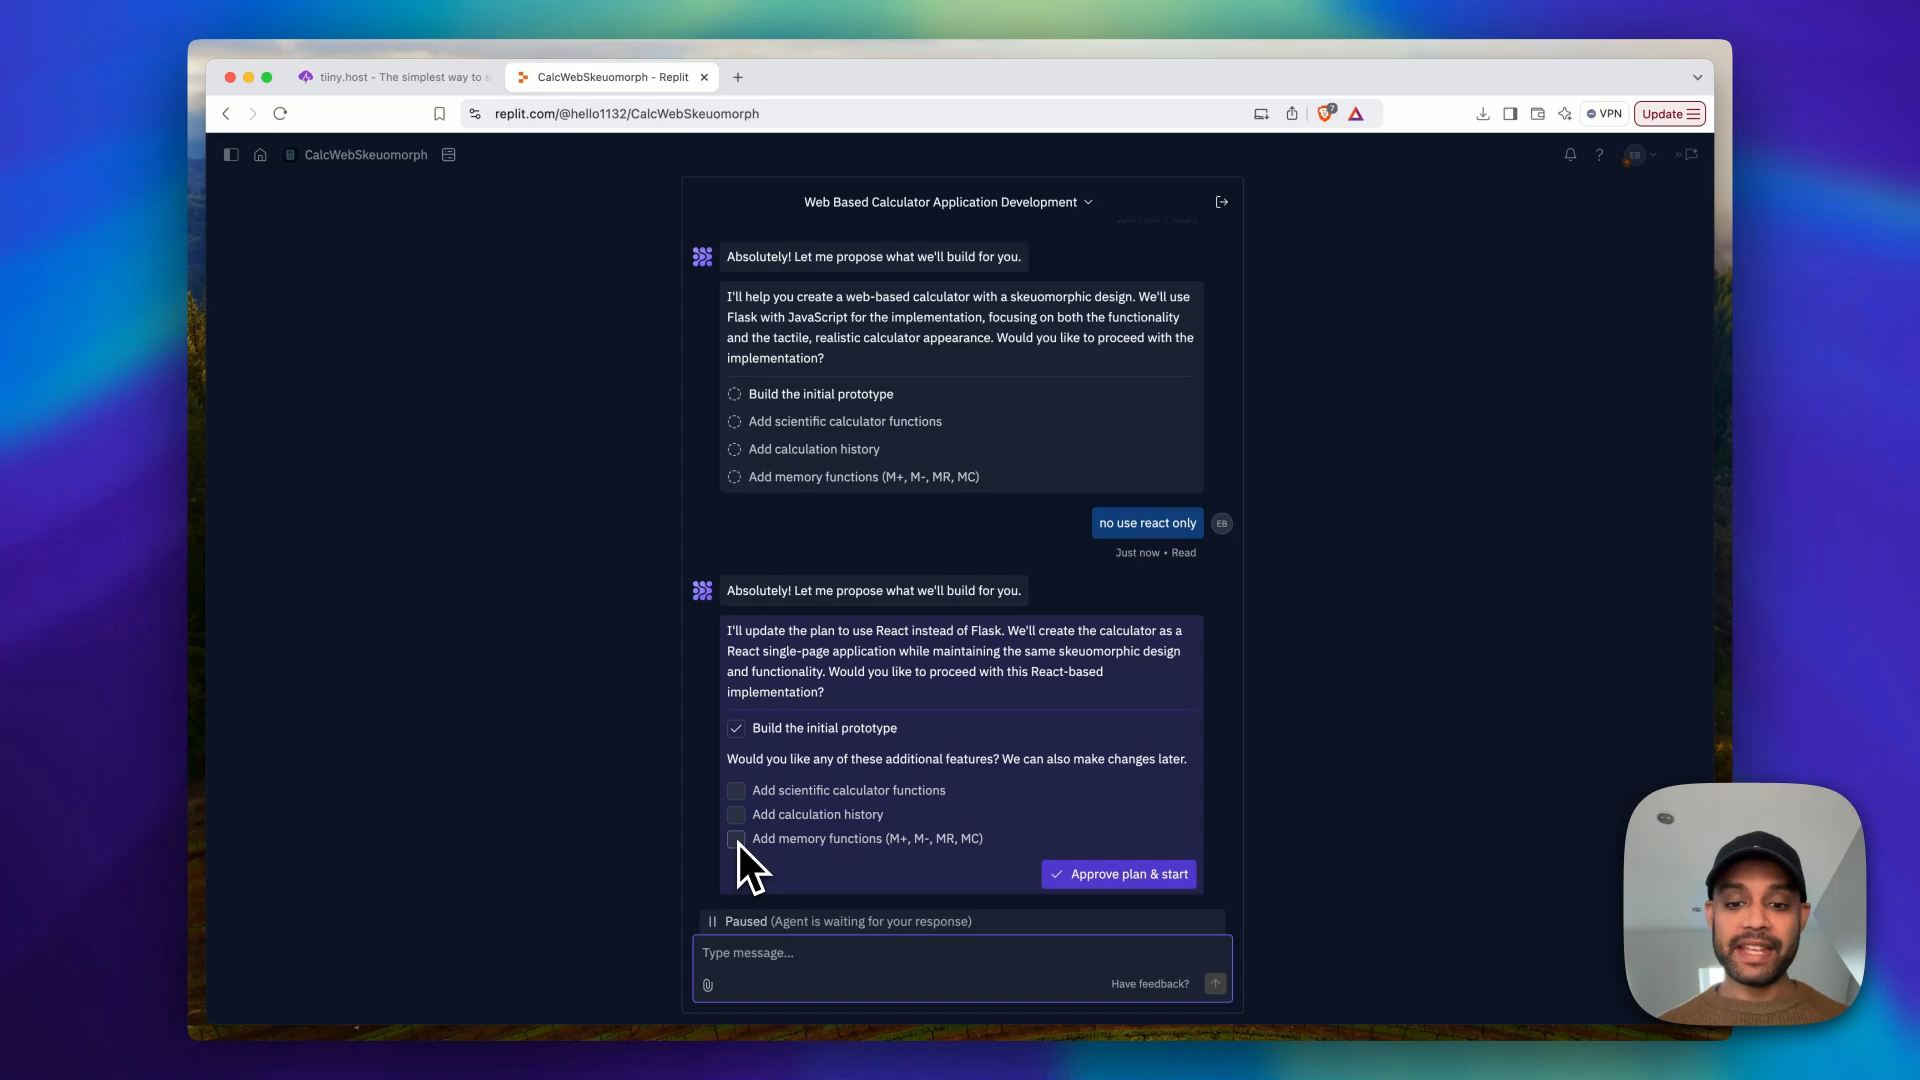 tiiny.host - The simplest way to s
CalcWebSkeuomorph - Replit
replit.com/@hello1132/CalcWebSkeuomorph
7
VPN
Update
CalcWebSkeuomorph
EB
Web Based Calculator Application Development
Just now • Read
Absolutely! Let me propose what we'll build for you.
I'll help you create a web-based calculator with a skeuomorphic design. We'll use
Flask with JavaScript for the implementation, focusing on both the functionality
and the tactile, realistic calculator appearance. Would you like to proceed with the
implementation?
Build the initial prototype
Add scientific calculator functions
Add calculation history
Add memory functions (M+, M-, MR, MC)
no use react only
EB
Just now • Read
Absolutely! Let me propose what we'll build for you.
I'll update the plan to use React instead of Flask. We'll create the calculator as a
React single-page application while maintaining the same skeuomorphic design
and functionality. Would you like to proceed with this React-based
implementation?
Build the initial prototype
Would you like any of these additional features? We can also make changes later.
Add scientific calculator functions
Add calculation history
Add memory functions (M+, M-, MR, MC)
Approve plan & start
Paused (Agent is waiting for your response)
Type message...
Have feedback?